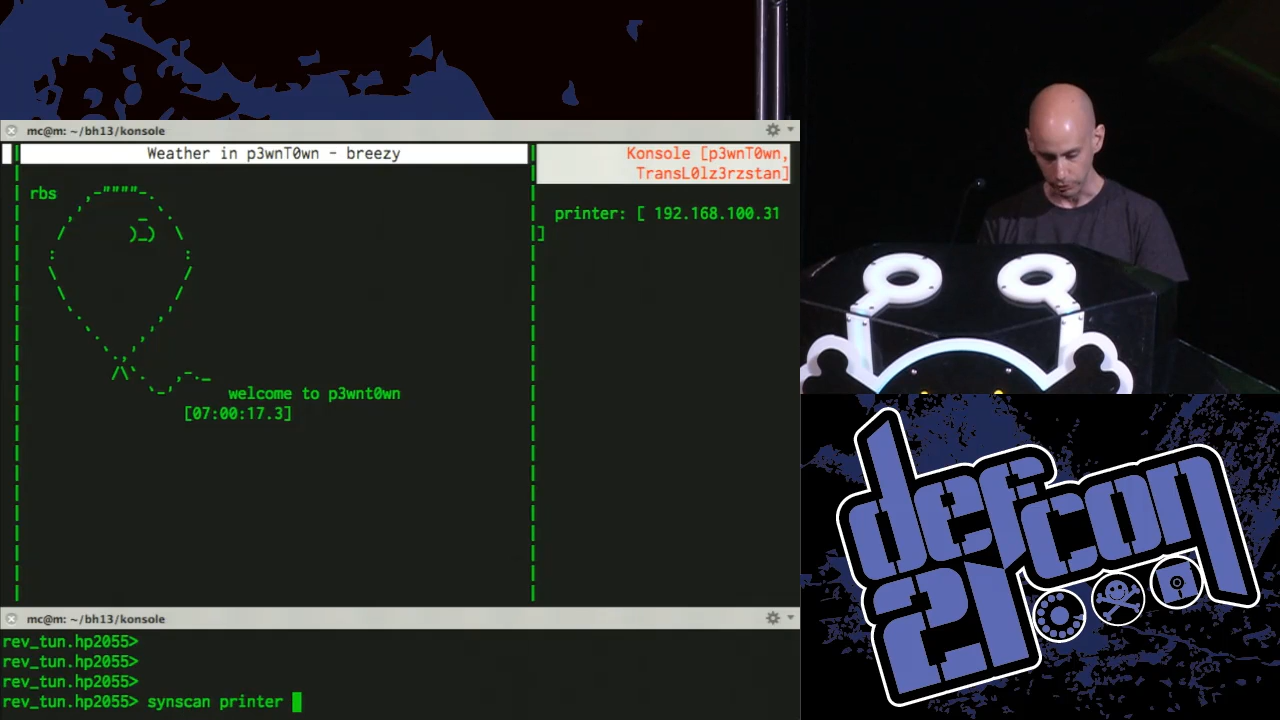 mc@m: ~/bh13/konsole
Weather in p3wnT0wn - breezy
Konsole [p3wnT0wn,
TransL0lz3rzstan]
rbs
printer: [ 192.168.100.31
]
welcome to p3wnt0wn
[07:00:17.3]
mc@m: ~/bh13/konsole
rev_tun.hp2055>
rev_tun.hp2055>
rev_tun.hp2055>
rev_tun.hp2055> synscan printer
defcon
21